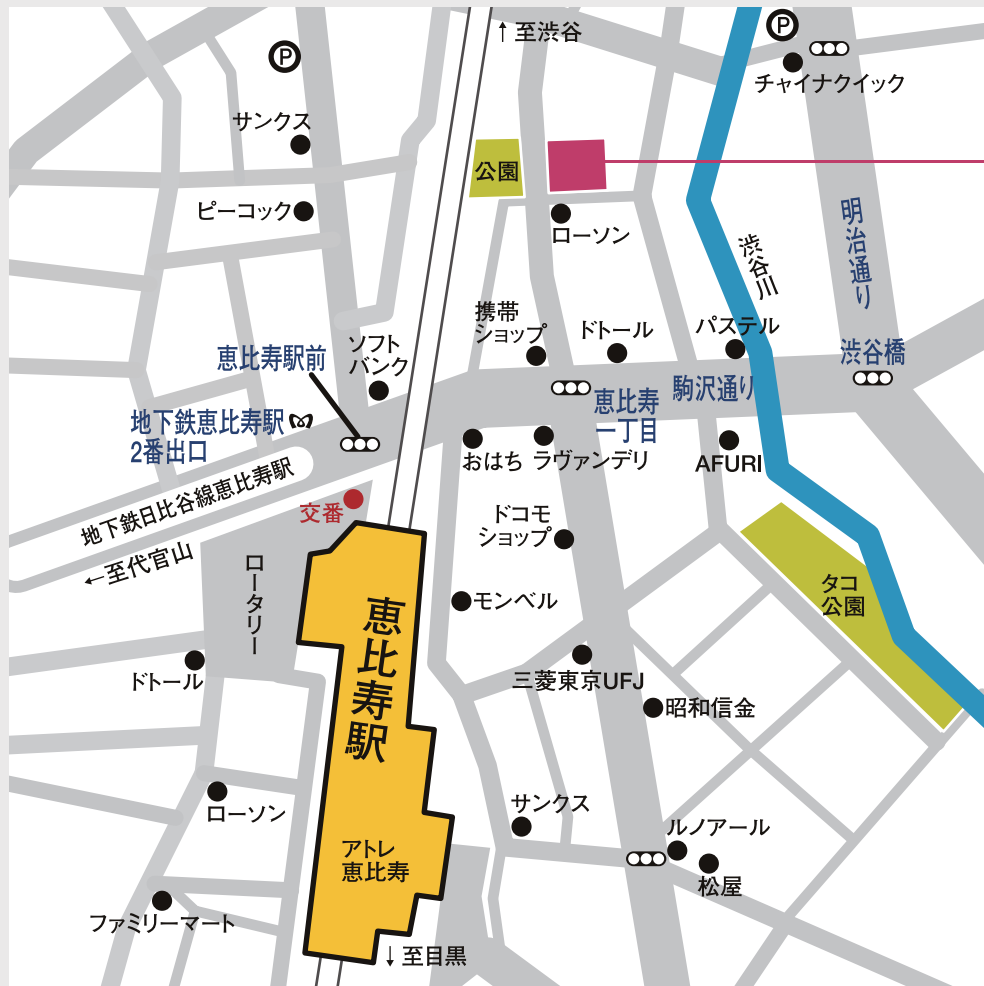 ↑至渋谷
P
P
チャイナクイック
サンクス
公園
ピーコック
ローソン
明治通り
渋谷川
携帯
ショップ
ドトール
パステル
恵比寿駅前
ソフト
バンク
渋谷橋
駒沢通り
恵比寿
一丁目
地下鉄恵比寿駅
2番出口
おはち
ラヴァンデリ
AFURI
地下鉄日比谷線恵比寿駅
交番
ドコモ
ショップ
←至代官山
ロータリー
タコ
公園
モンベル
恵比寿駅
ドトール
三菱東京UFJ
昭和信金
ローソン
サンクス
ルノアール
アトレ
恵比寿
松屋
ファミリーマート
↓至目黒